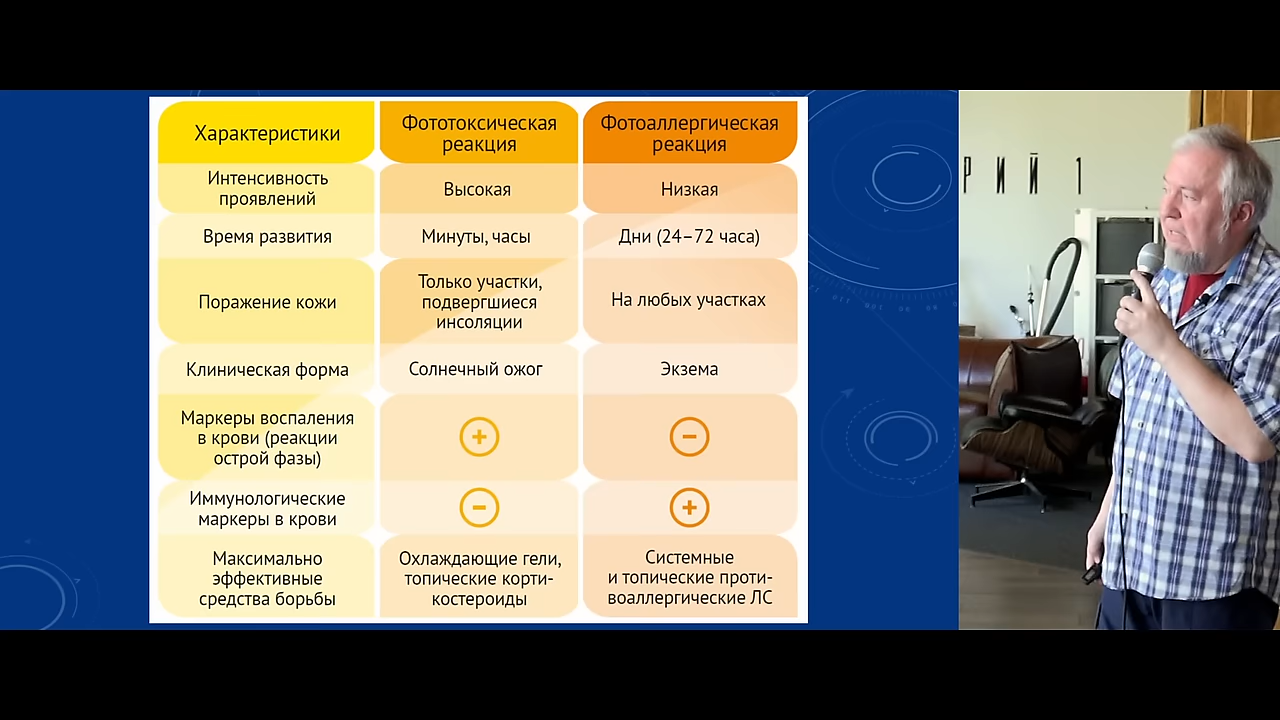 Характеристики
Фототоксическая
реакция
Фотоаллергическая
реакция
Интенсивность
проявлений
Высокая
Низкая
Время развития
Минуты, часы
Дни (24–72 часа)
Поражение кожи
Только участки,
подвергшиеся
инсоляции
На любых участках
Клиническая форма
Солнечный ожог
Экзема
Маркеры воспаления
в крови (реакции
острой фазы)
+
−
Иммунологические
маркеры в крови
−
+
Максимально
эффективные
средства борьбы
Охлаждающие гели,
топические корти-
костероиды
Системные
и топические проти-
воаллергические ЛС
РИЙ 1